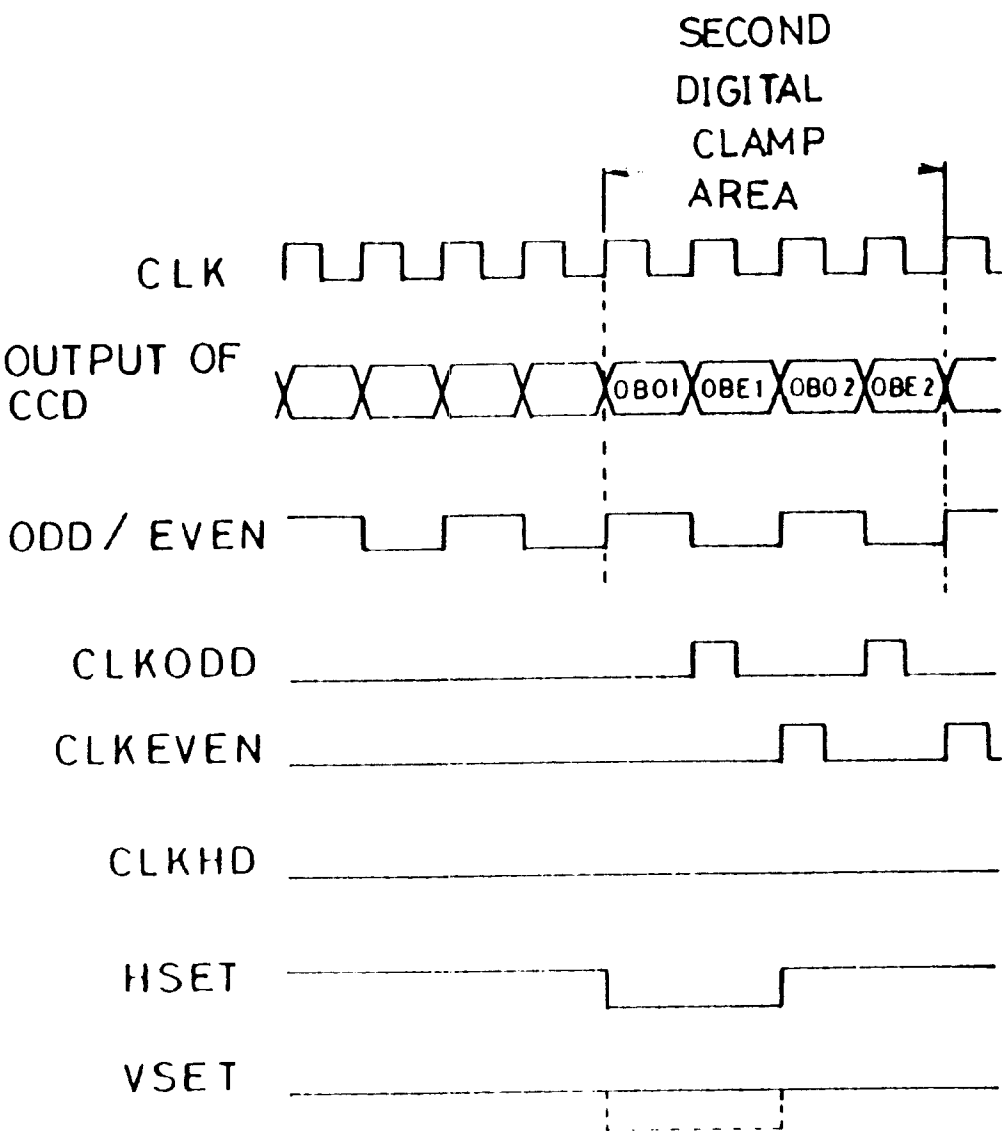 SECOND
DIGITAL
CLAMP
AREA
CLK
OUTPUT OF
CCD
OBO1 OBE1 OBO2 OBE2
ODD / EVEN
CLKODD
CLKEVEN
CLKHD
HSET
VSET